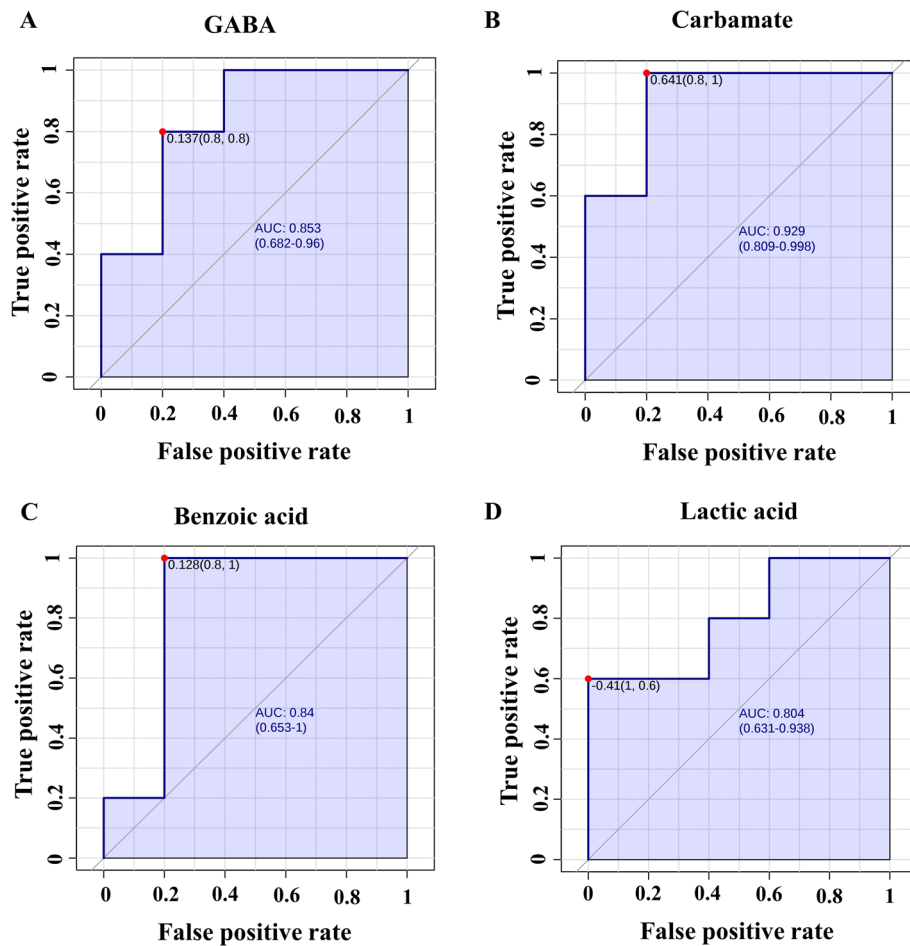 A
GABA
True positive rate
1
0.8
0.6
0.4
0.2
0
0.137(0.8, 0.8)
AUC: 0.853
(0.682-0.96)
0 0.2 0.4 0.6 0.8 1
False positive rate
B
Carbamate
True positive rate
1
0.8
0.6
0.4
0.2
0
0.641(0.8, 1)
AUC: 0.929
(0.809-0.998)
0 0.2 0.4 0.6 0.8 1
False positive rate
C
Benzoic acid
True positive rate
1
0.8
0.6
0.4
0.2
0
0.128(0.8, 1)
AUC: 0.84
(0.653-1)
0 0.2 0.4 0.6 0.8 1
False positive rate
D
Lactic acid
True positive rate
1
0.8
0.6
0.4
0.2
0
-0.41(1, 0.6)
AUC: 0.804
(0.631-0.938)
0 0.2 0.4 0.6 0.8 1
False positive rate